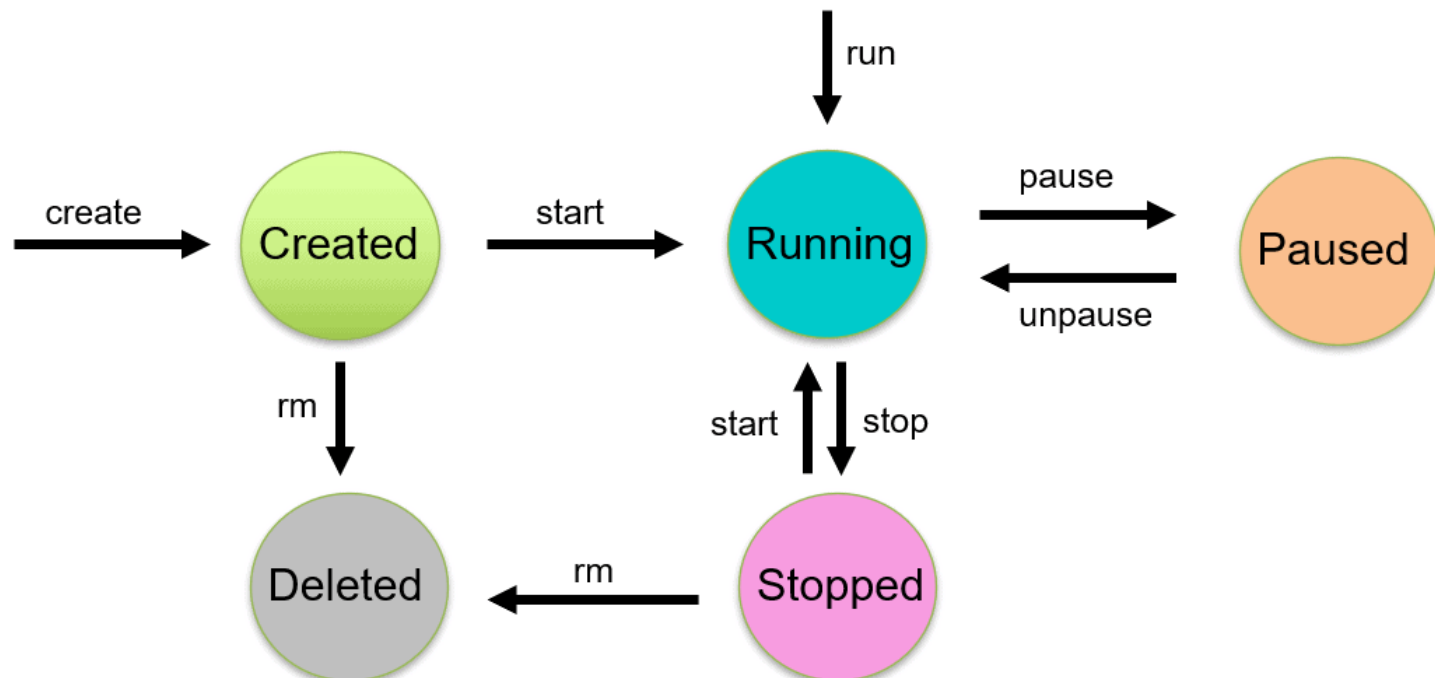 run
create
Created
start
Running
pause
unpause
Paused
rm
start
stop
Deleted
rm
Stopped